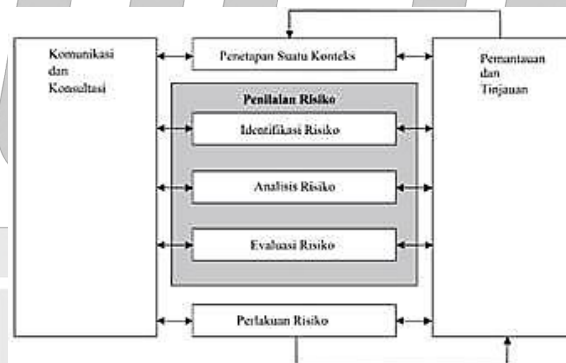 Komunikasi
dan
Konsultasi
Penetapan Suatu Konteks
Penilaian Risiko
Identifikasi Risiko
Analisis Risiko
Evaluasi Risiko
Perlakuan Risiko
Pemantauan
dan
Tinjauan